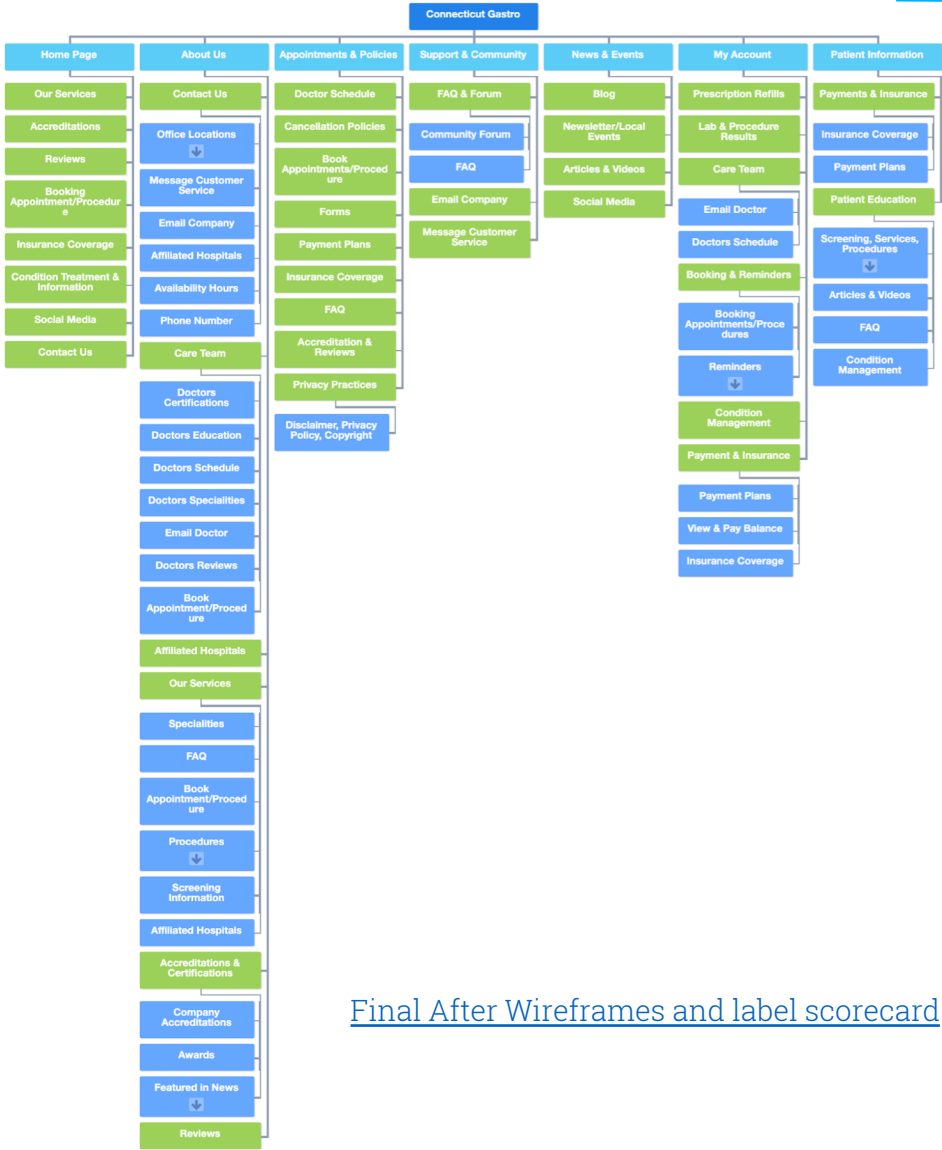 Connecticut Gastro
Home Page
Our Services
Accreditations
Reviews
Booking
Appointment/Procedur
e
Insurance Coverage
Condition Treatment &
Information
Social Media
Contact Us
About Us
Contact Us
Office Locations
Message Customer
Service
Email Company
Affiliated Hospitals
Availability Hours
Phone Number
Care Team
Doctors
Certifications
Doctors Education
Doctors Schedule
Doctors Specialities
Email Doctor
Doctors Reviews
Book
Appointment/Proced
ure
Affiliated Hospitals
Our Services
Specialities
FAQ
Book
Appointment/Proced
ure
Procedures
Screening
Information
Affiliated Hospitals
Accreditations &
Certifications
Company
Accreditations
Awards
Featured in News
Reviews
Appointments & Policies
Doctor Schedule
Cancellation Policies
Book
Appointments/Proced
ure
Forms
Payment Plans
Insurance Coverage
FAQ
Accreditation &
Reviews
Privacy Practices
Disclaimer, Privacy
Policy, Copyright
Support & Community
FAQ & Forum
Community Forum
FAQ
Email Company
Message Customer
Service
News & Events
Blog
Newsletter/Local
Events
Articles & Videos
Social Media
My Account
Prescription Refills
Lab & Procedure
Results
Care Team
Email Doctor
Doctors Schedule
Booking & Reminders
Booking
Appointments/Proce
dures
Reminders
Condition
Management
Payment & Insurance
Payment Plans
View & Pay Balance
Insurance Coverage
Patient Information
Payments & Insurance
Insurance Coverage
Payment Plans
Patient Education
Screening, Services,
Procedures
Articles & Videos
FAQ
Condition
Management
Final After Wireframes and label scorecard